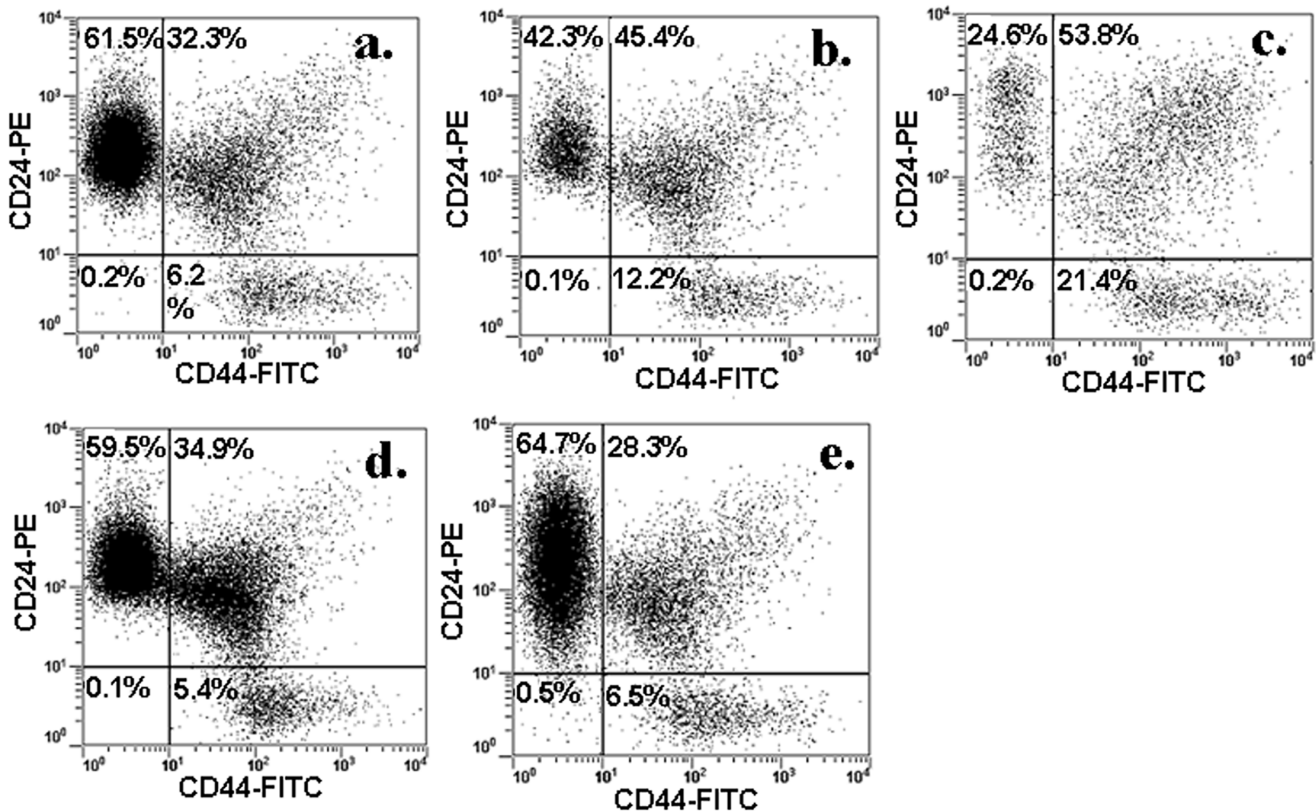 a.
61.5% 32.3%
0.2% 6.2
%
CD24-PE
10⁴
10³
10²
10¹
10⁰
10⁰ 10¹ 10² 10³ 10⁴
CD44-FITC
b.
42.3% 45.4%
0.1% 12.2%
CD24-PE
10⁴
10³
10²
10¹
10⁰
10⁰ 10¹ 10² 10³ 10⁴
CD44-FITC
c.
24.6% 53.8%
0.2% 21.4%
CD24-PE
10⁴
10³
10²
10¹
10⁰
10⁰ 10¹ 10² 10³ 10⁴
CD44-FITC
d.
59.5% 34.9%
0.1% 5.4%
CD24-PE
10⁴
10³
10²
10¹
10⁰
10⁰ 10¹ 10² 10³ 10⁴
CD44-FITC
e.
64.7% 28.3%
0.5% 6.5%
CD24-PE
10⁴
10³
10²
10¹
10⁰
10⁰ 10¹ 10² 10³ 10⁴
CD44-FITC